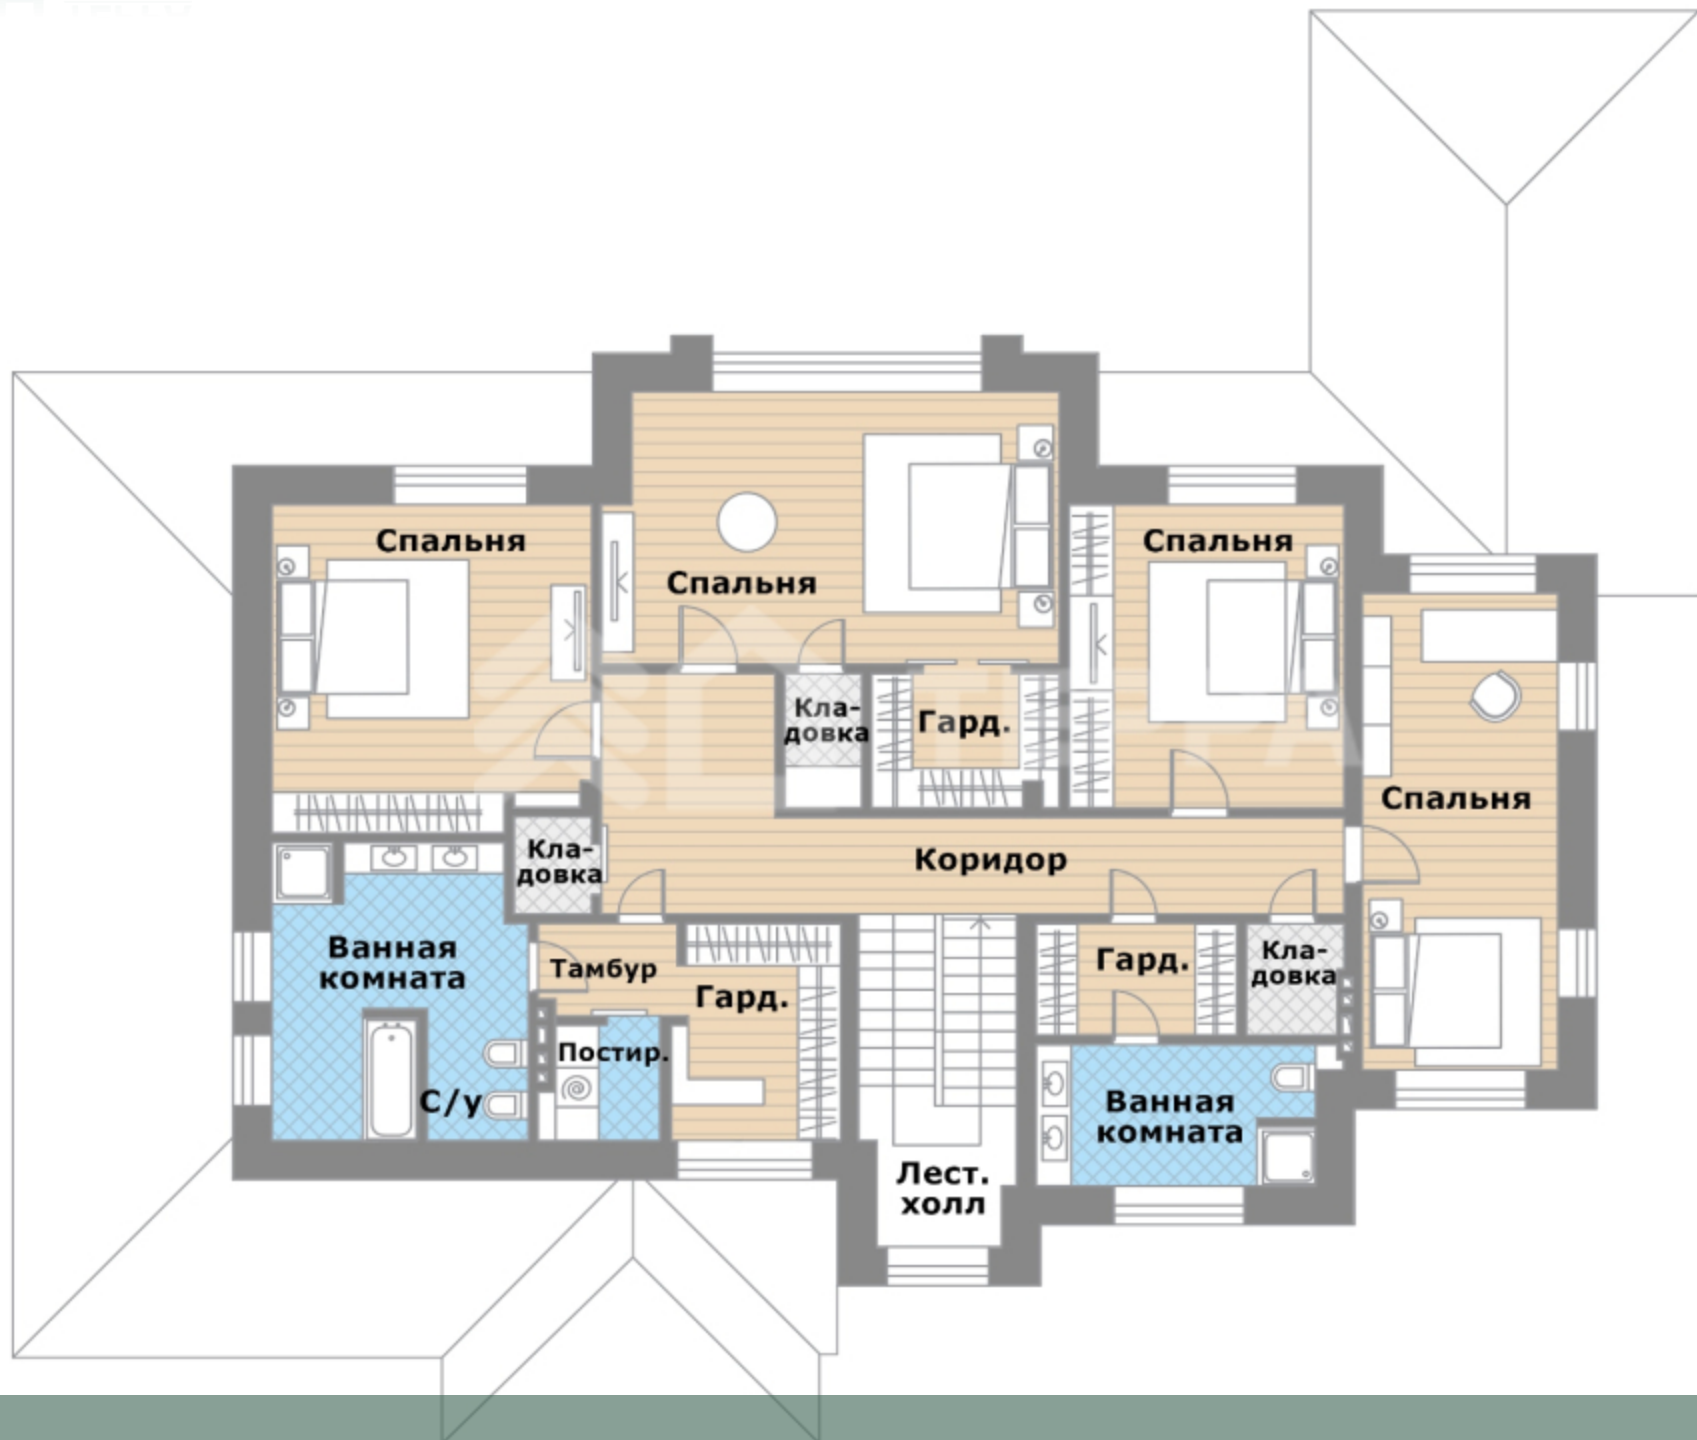 Спальня
Спальня
Спальня
Кла-
довка
Гард.
Спальня
Кла-
довка
Коридор
Ванная
комната
Тамбур
Гард.
Гард.
Кла-
довка
Постир.
С/у
Ванная
комната
Лест.
холл